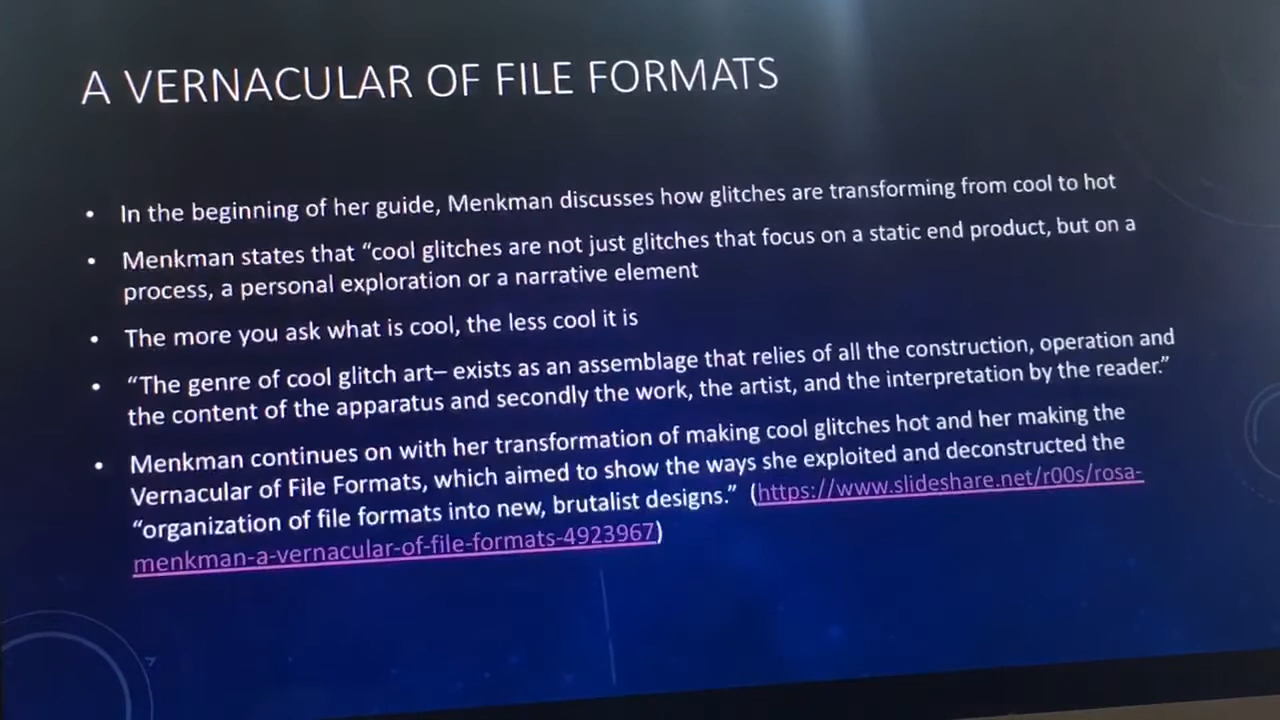 A VERNACULAR OF FILE FORMATS
• In the beginning of her guide, Menkman discusses how glitches are transforming from cool to hot
• Menkman states that “cool glitches are not just glitches that focus on a static end product, but on a
process, a personal exploration or a narrative element
• The more you ask what is cool, the less cool it is
• “The genre of cool glitch art– exists as an assemblage that relies of all the construction, operation and
the content of the apparatus and secondly the work, the artist, and the interpretation by the reader.”
• Menkman continues on with her transformation of making cool glitches hot and her making the
Vernacular of File Formats, which aimed to show the ways she exploited and deconstructed the
“organization of file formats into new, brutalist designs.” (https://www.slideshare.net/r00s/rosa-
menkman-a-vernacular-of-file-formats-4923967)